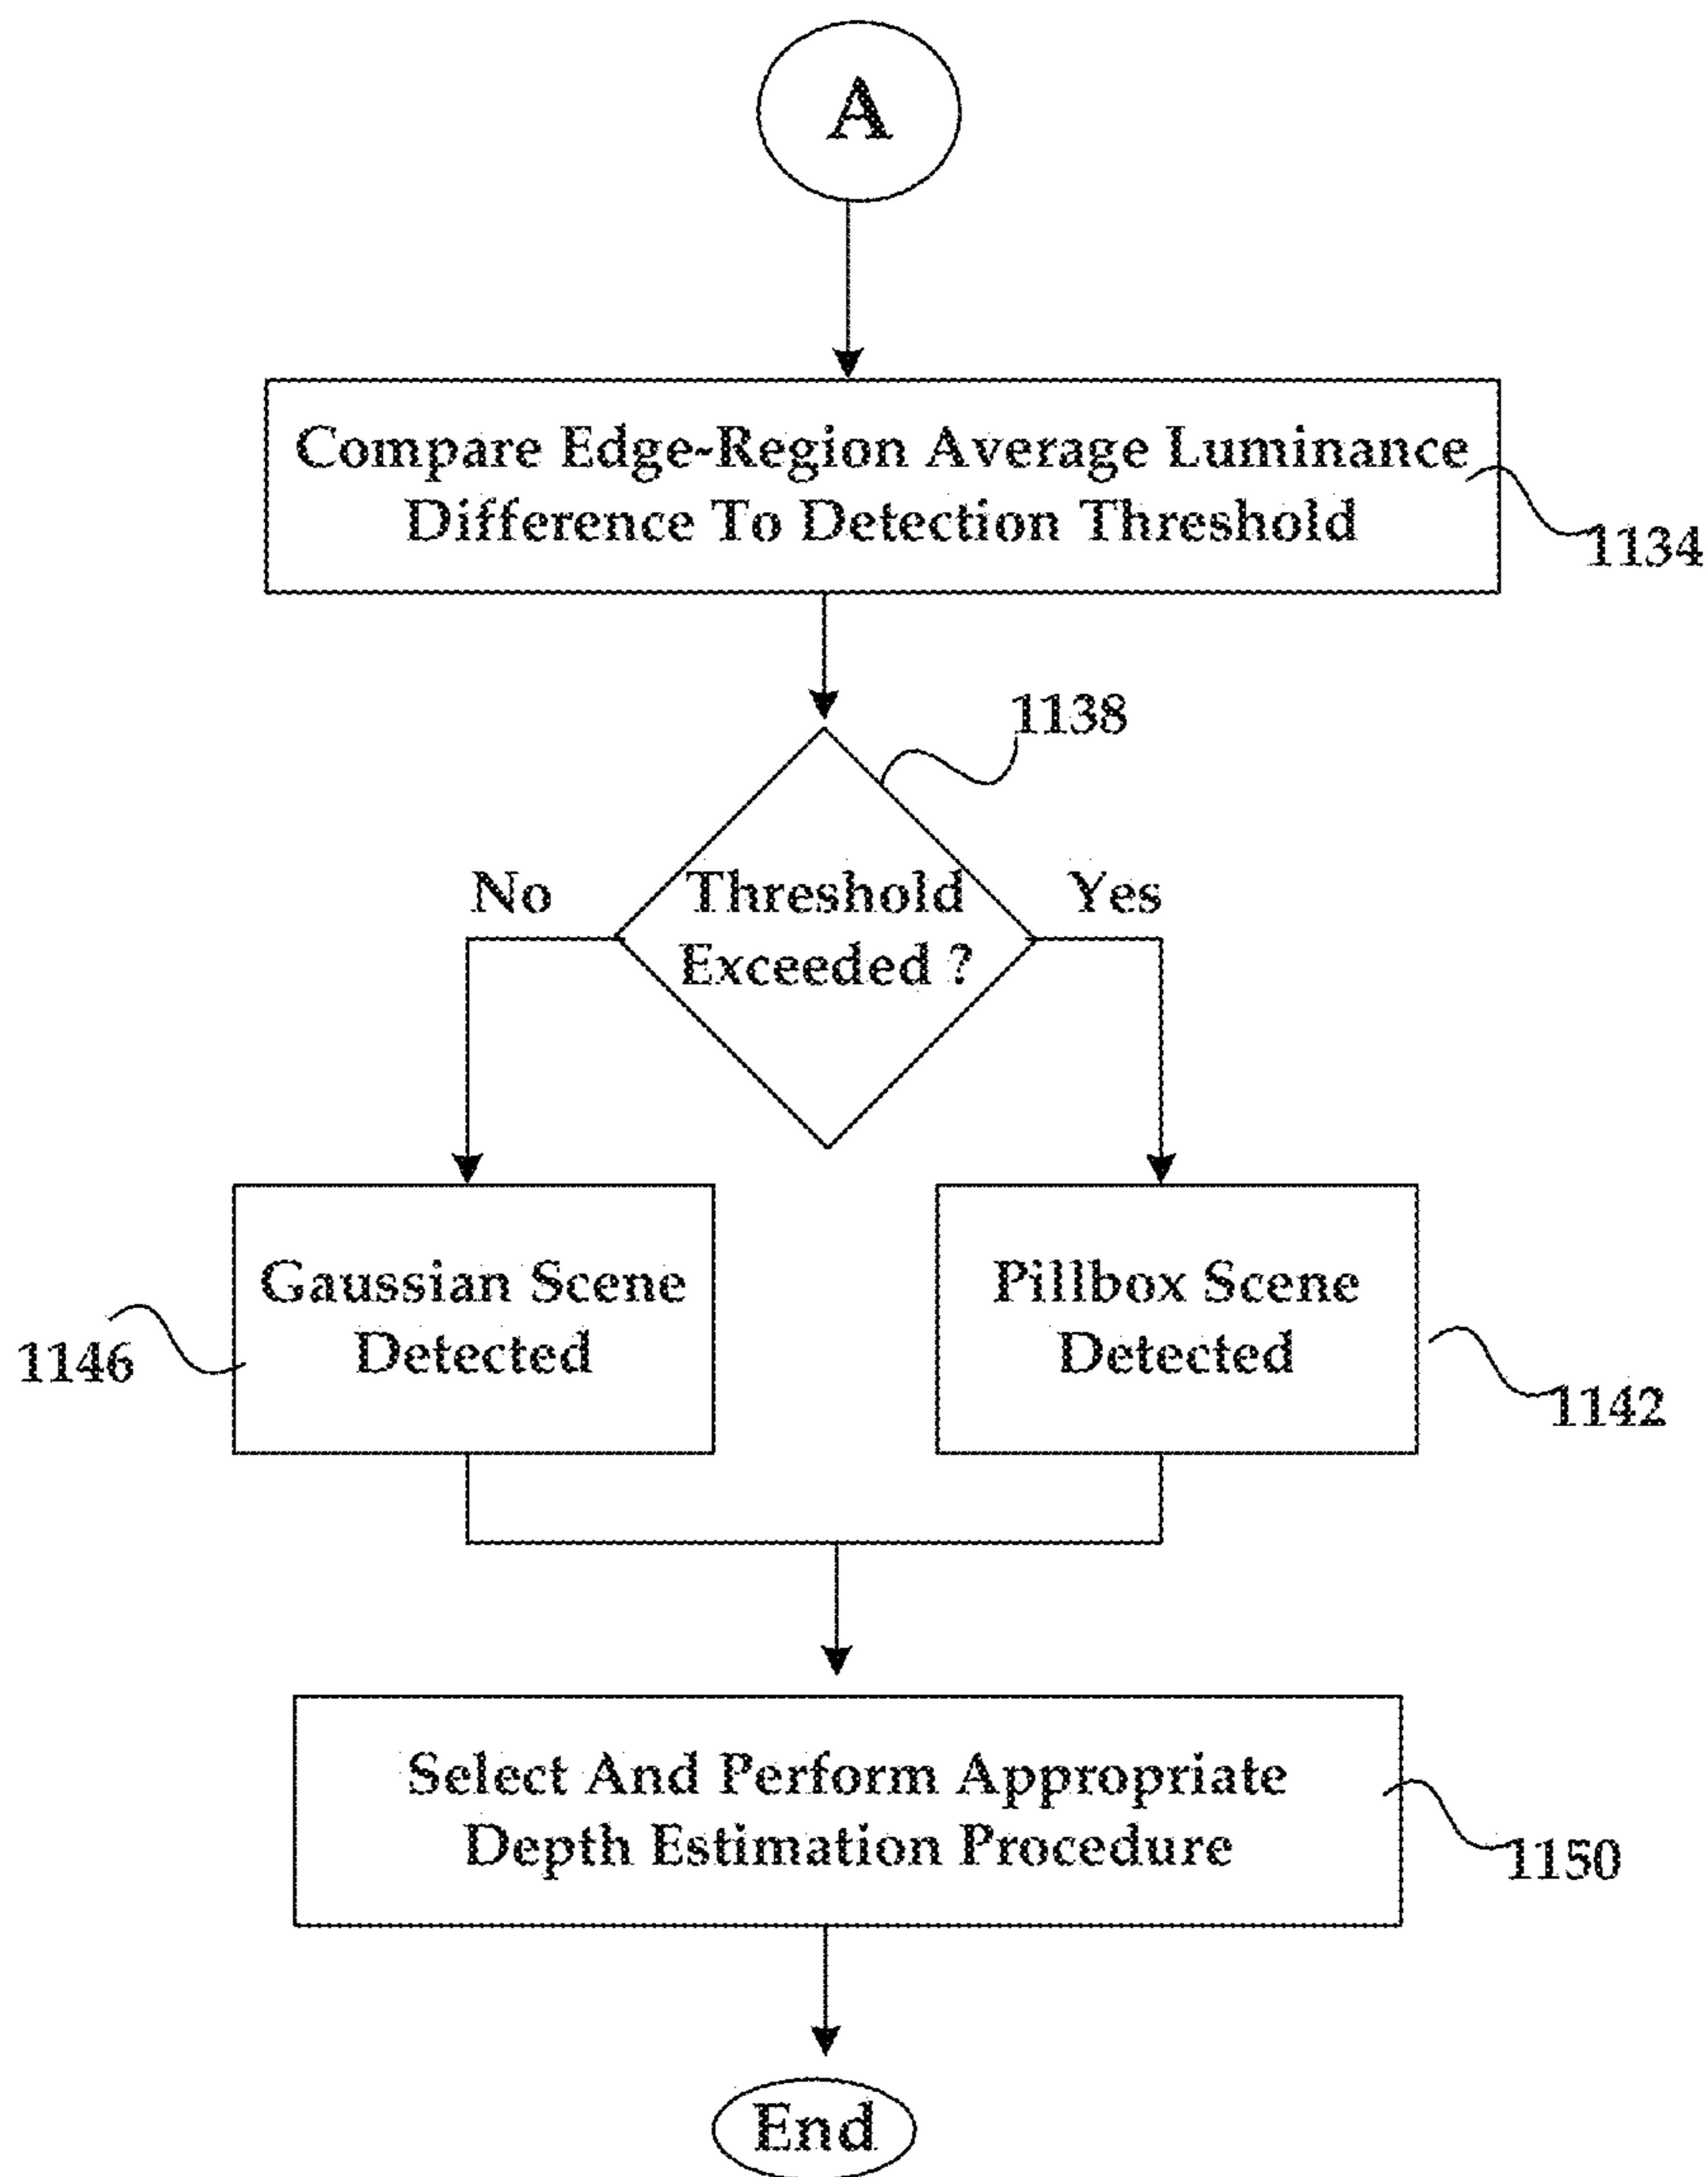 A
Compare Edge-Region Average Luminance
Difference To Detection Threshold
1134
1138
No
Yes
Threshold
Exceeded ?
Gaussian Scene
Detected
1146
Pillbox Scene
Detected
1142
Select And Perform Appropriate
Depth Estimation Procedure
1150
End